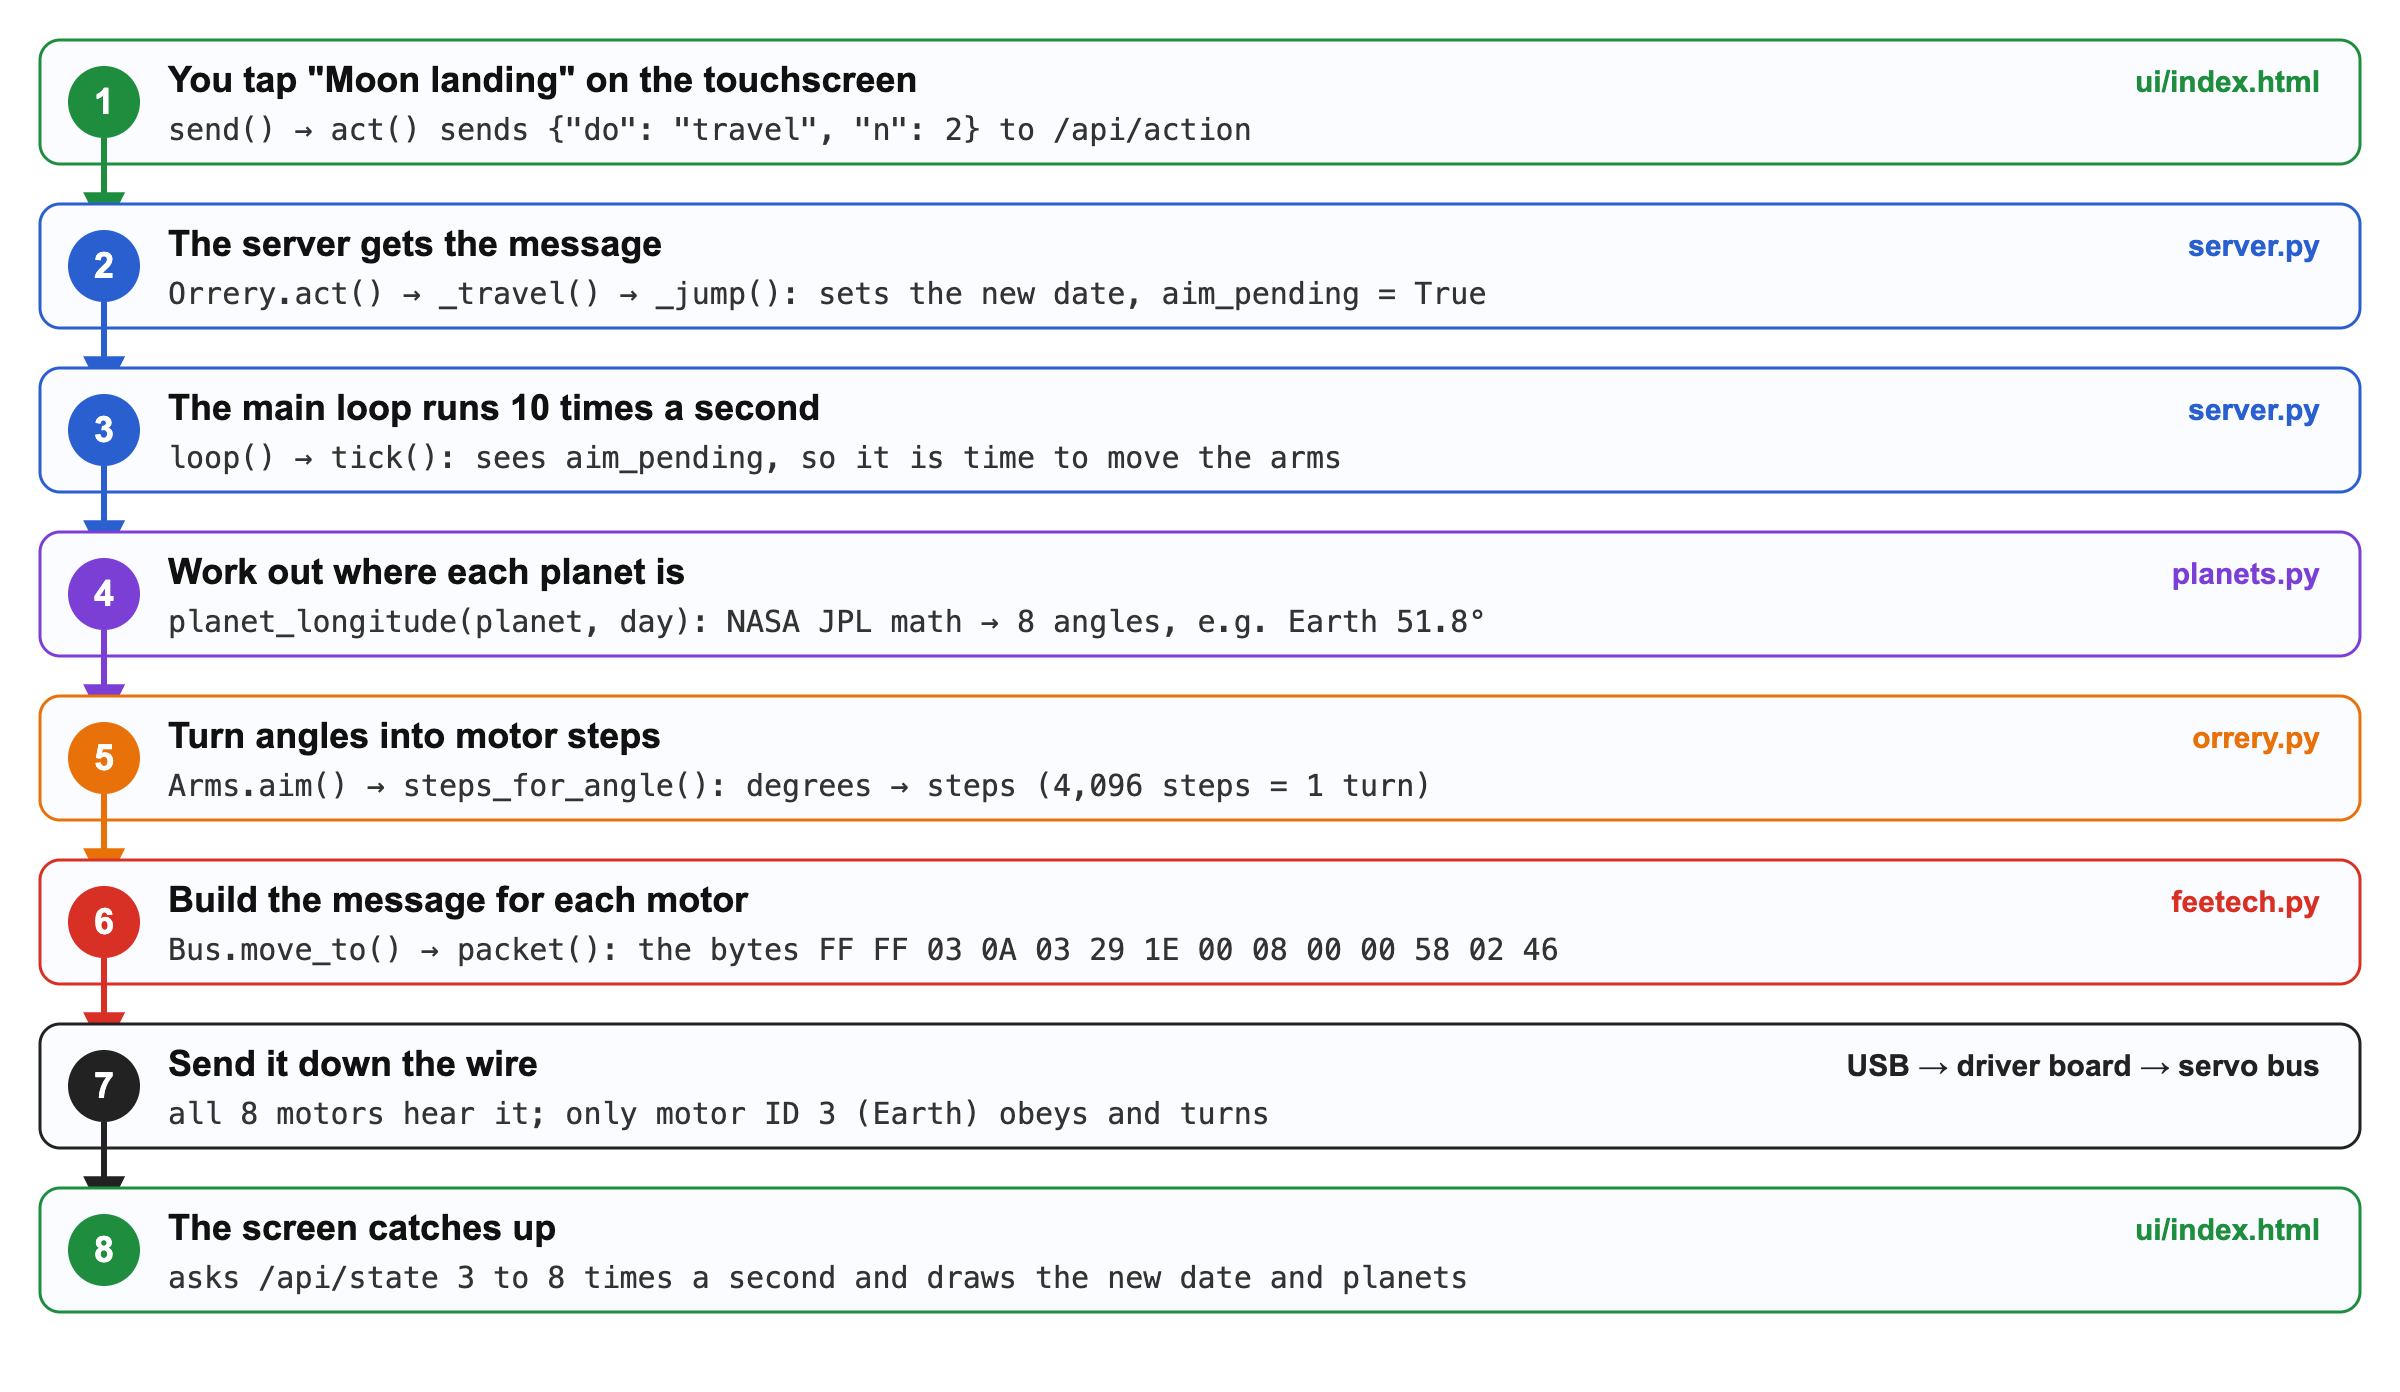 1
You tap "Moon landing" on the touchscreen
ui/index.html
send() → act() sends {"do": "travel", "n": 2} to /api/action
2
The server gets the message
server.py
Orrery.act() → _travel() → _jump(): sets the new date, aim_pending = True
3
The main loop runs 10 times a second
server.py
loop() → tick(): sees aim_pending, so it is time to move the arms
4
Work out where each planet is
planets.py
planet_longitude(planet, day): NASA JPL math → 8 angles, e.g. Earth 51.8°
5
Turn angles into motor steps
orrery.py
Arms.aim() → steps_for_angle(): degrees → steps (4,096 steps = 1 turn)
6
Build the message for each motor
feetech.py
Bus.move_to() → packet(): the bytes FF FF 03 0A 03 29 1E 00 08 00 00 58 02 46
7
Send it down the wire
USB → driver board → servo bus
all 8 motors hear it; only motor ID 3 (Earth) obeys and turns
8
The screen catches up
ui/index.html
asks /api/state 3 to 8 times a second and draws the new date and planets